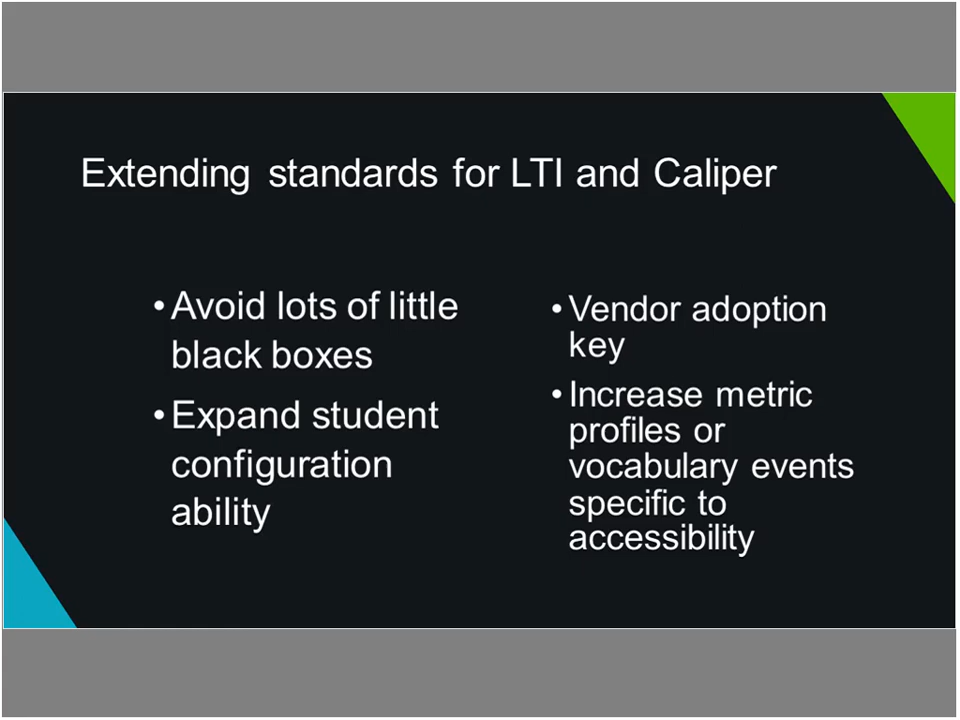 Extending standards for LTI and Caliper
• Avoid lots of little
black boxes
• Expand student
configuration
ability
• Vendor adoption
key
• Increase metric
profiles or
vocabulary events
specific to
accessibility